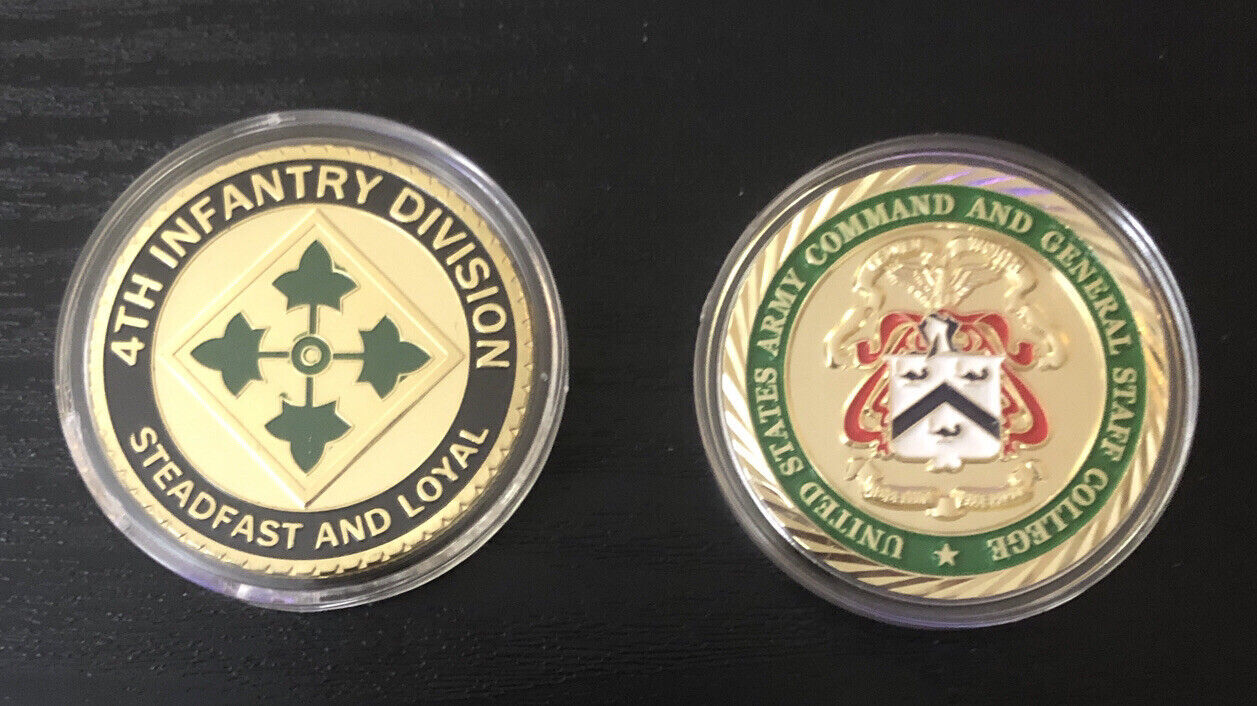 4TH INFANTRY DIVISION
STEADFAST AND LOYAL
UNITED STATES ARMY COMMAND AND GENERAL STAFF COLLEGE